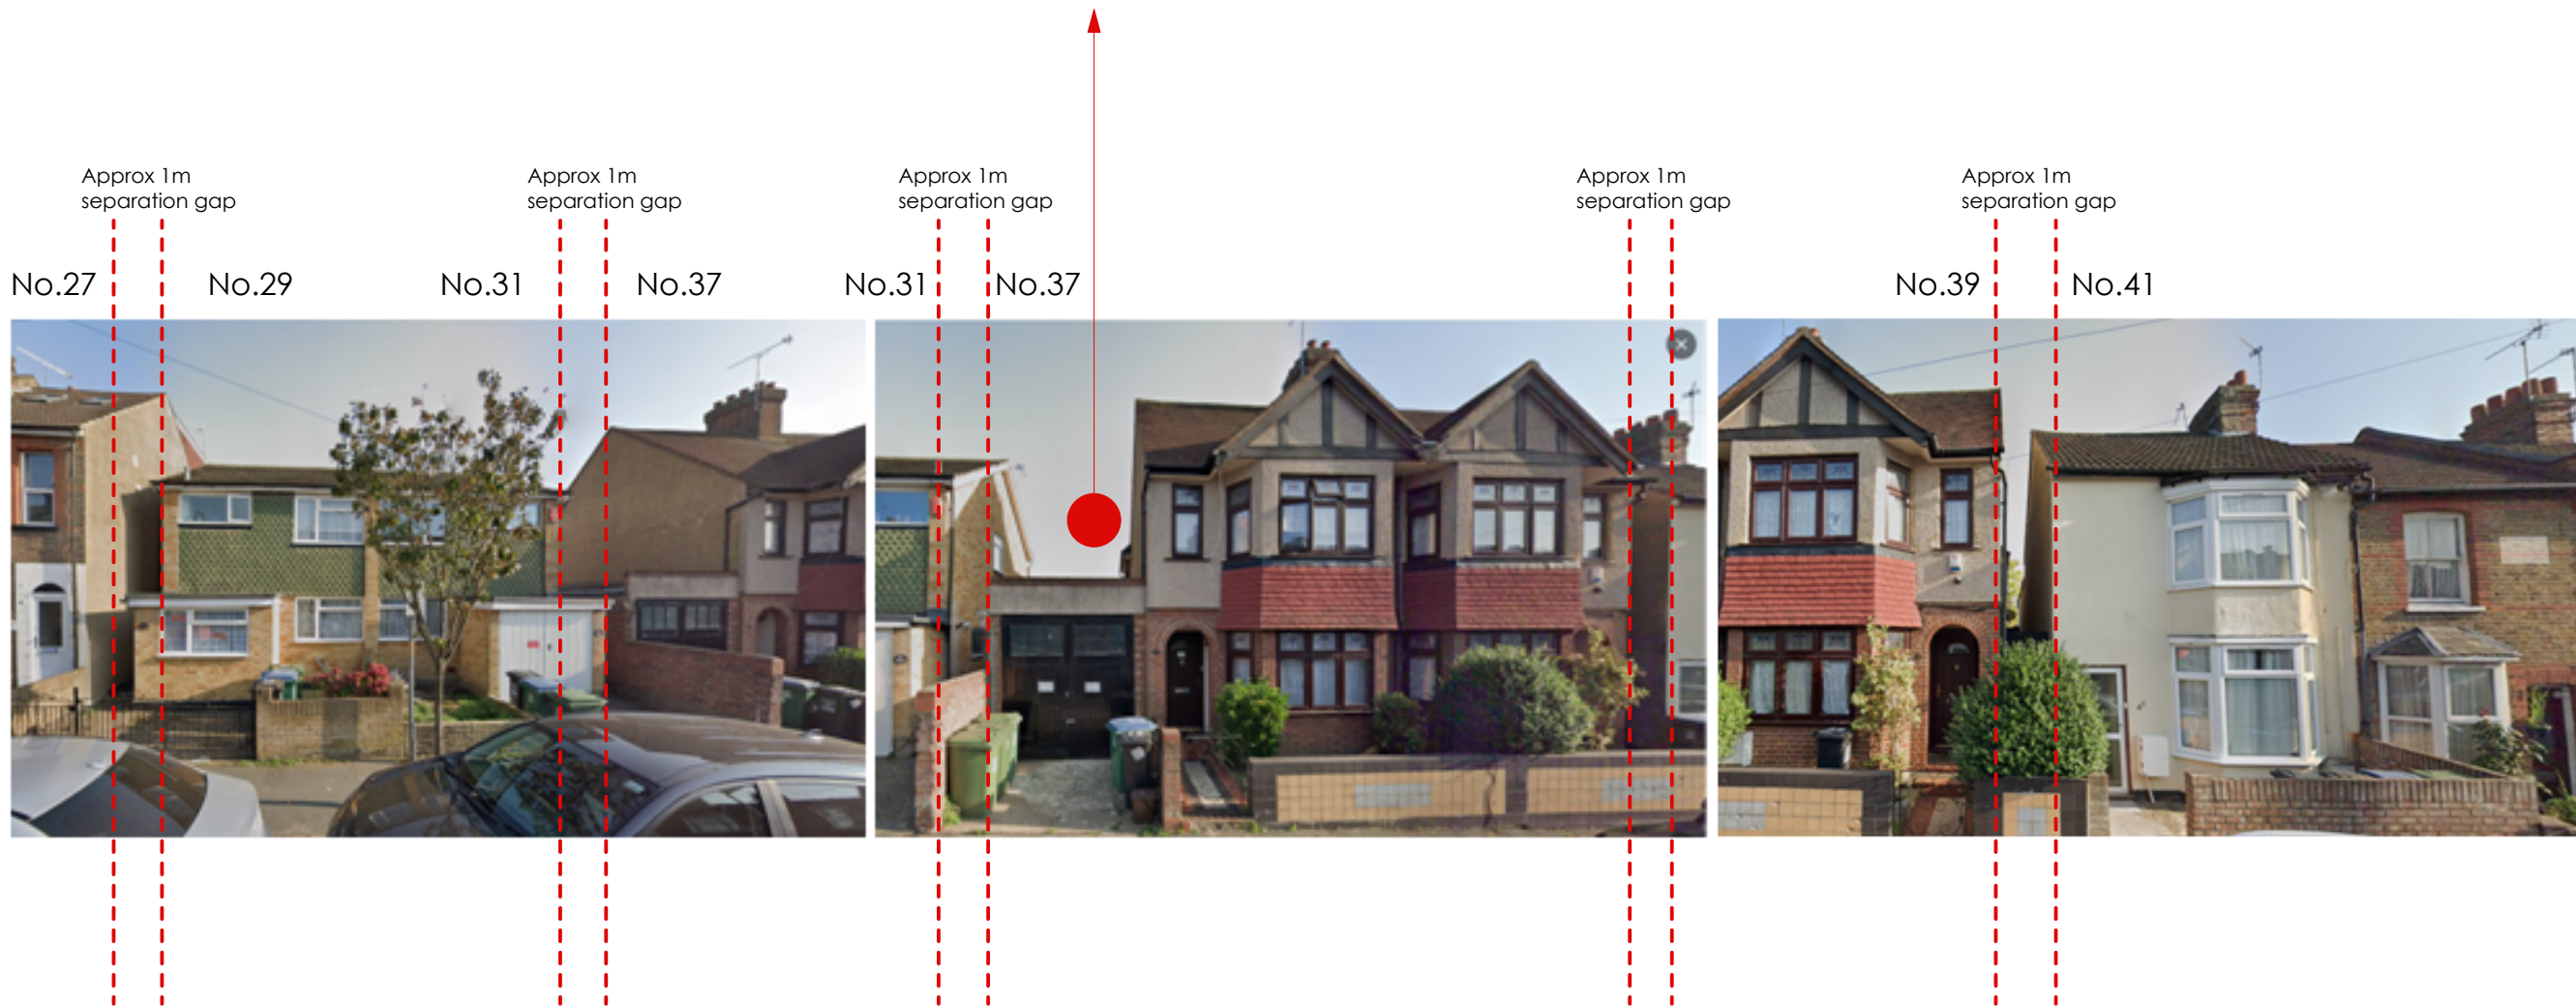 Approx 1m
separation gap
Approx 1m
separation gap
Approx 1m
separation gap
Approx 1m
separation gap
Approx 1m
separation gap
No.27
No.29
No.31
No.37
No.31
No.37
No.39
No.41